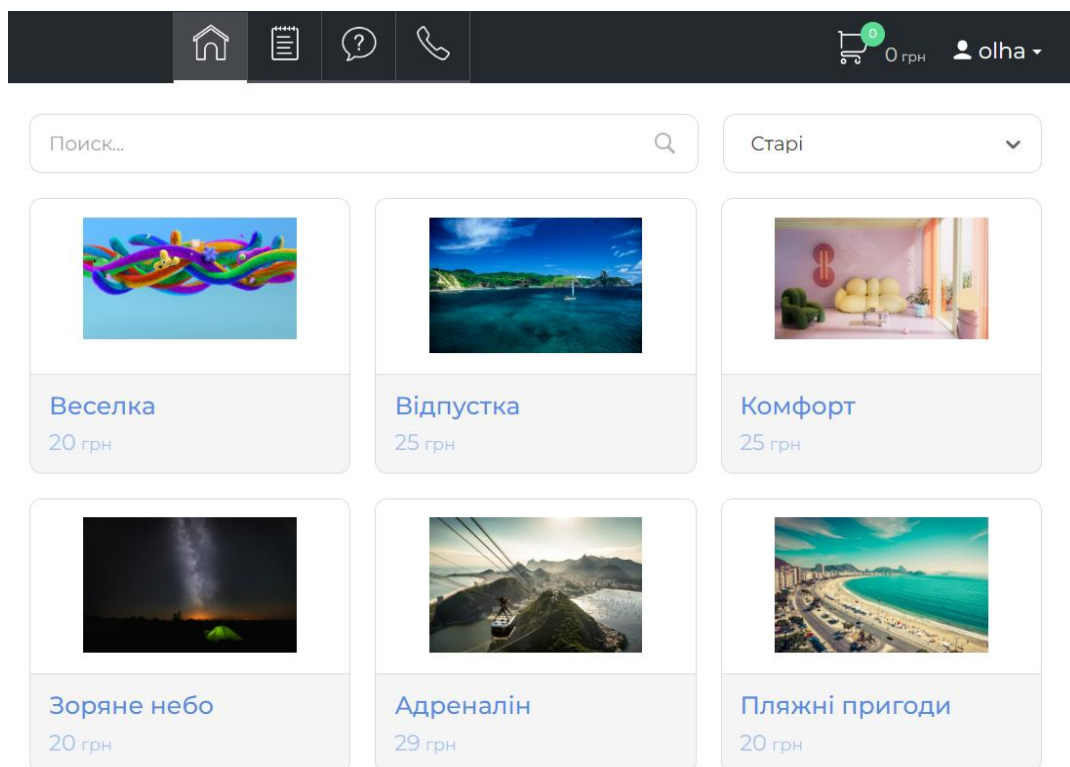 0
0 грн
olha
Поиск...
Старі
Веселка
20 грн
Відпустка
25 грн
Комфорт
25 грн
Зоряне небо
20 грн
Адреналін
29 грн
Пляжні пригоди
20 грн